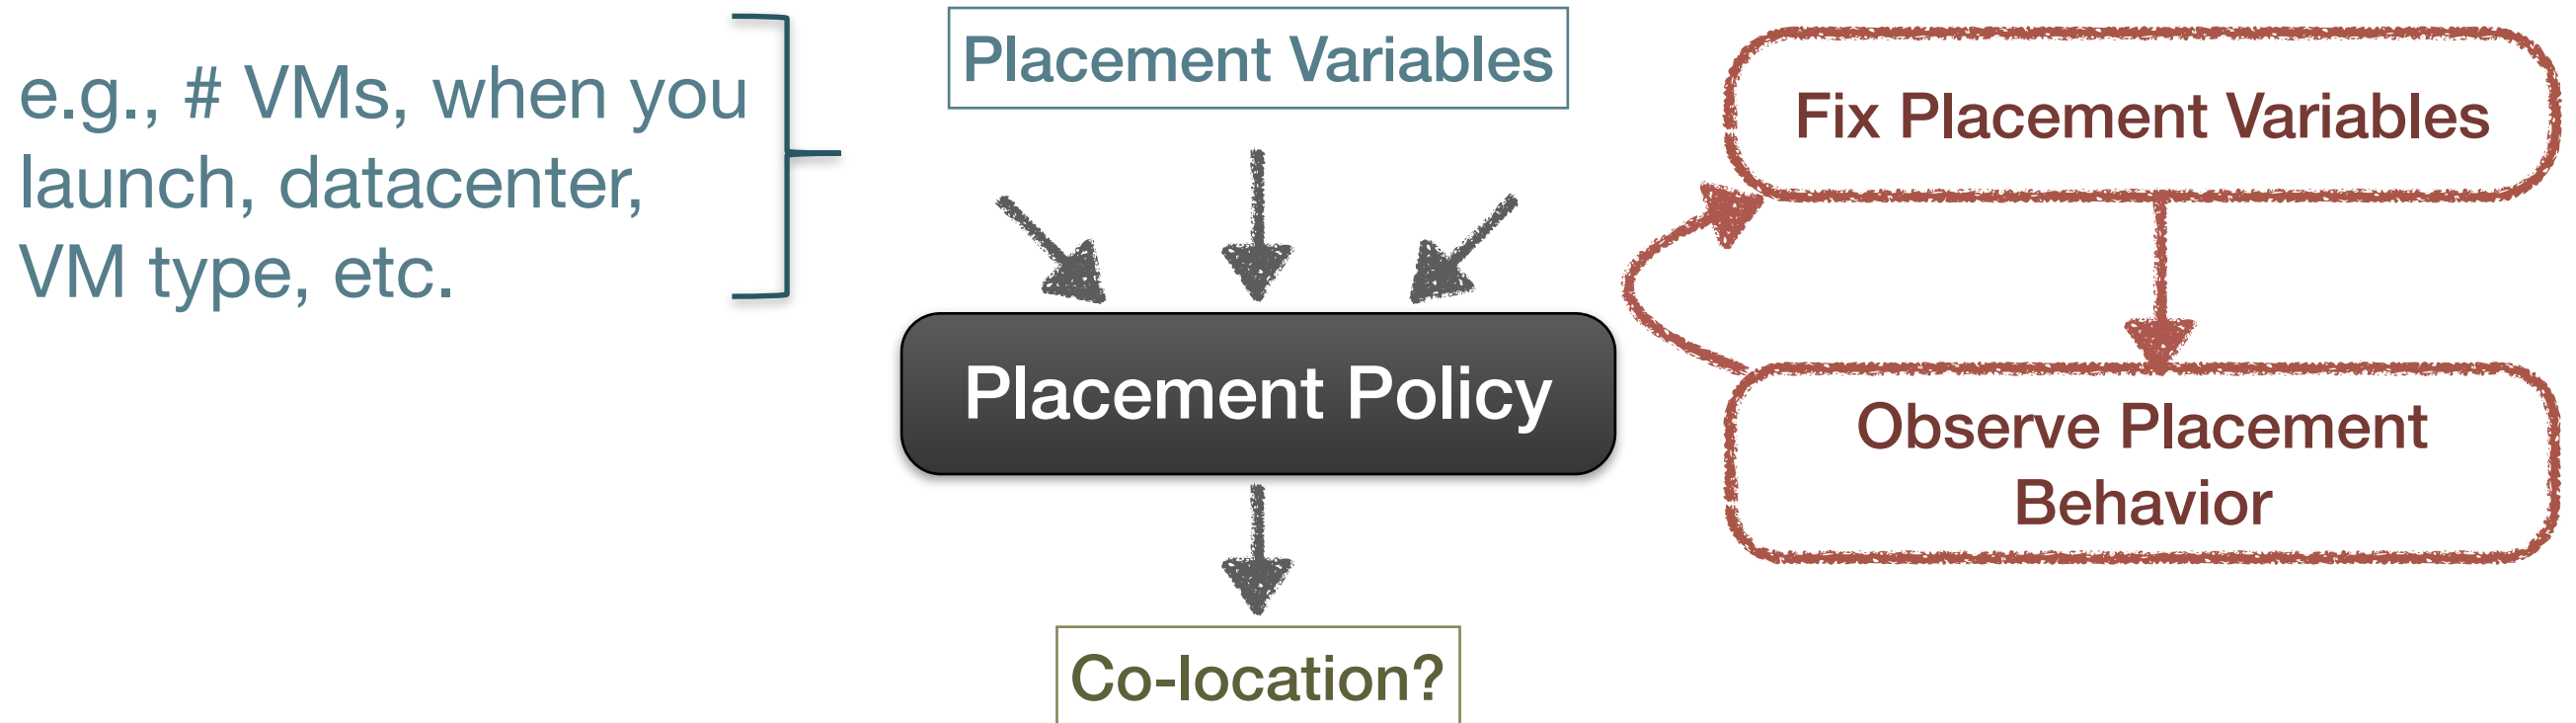 e.g., # VMs, when you
launch, datacenter,
VM type, etc.
Placement Variables
Placement Policy
Co-location?
Fix Placement Variables
Observe Placement
Behavior